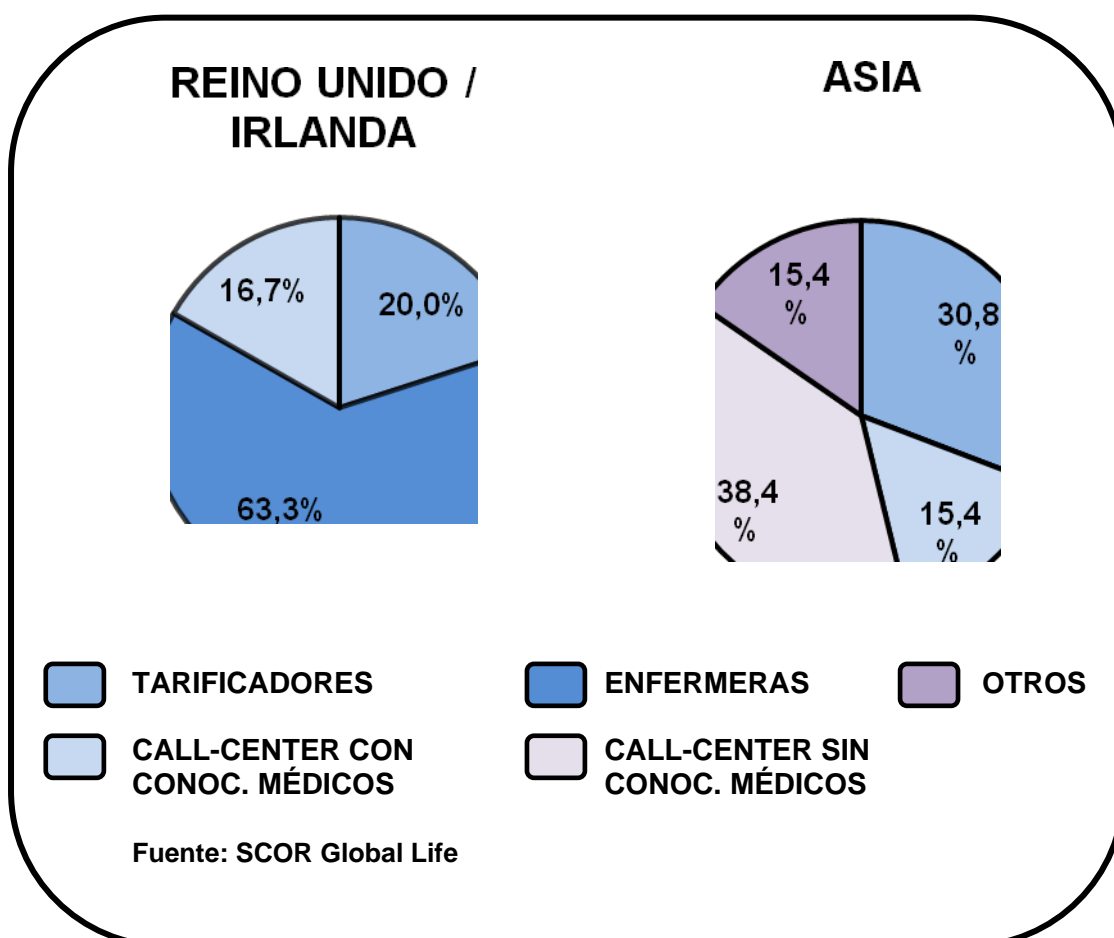 REINO UNIDO /
IRLANDA
ASIA
16,7%
20,0%
63,3%
15,4
%
30,8
%
38,4
%
15,4
%
TARIFICADORES
ENFERMERAS
OTROS
CALL-CENTER CON
CONOC. MÉDICOS
CALL-CENTER SIN
CONOC. MÉDICOS
Fuente: SCOR Global Life